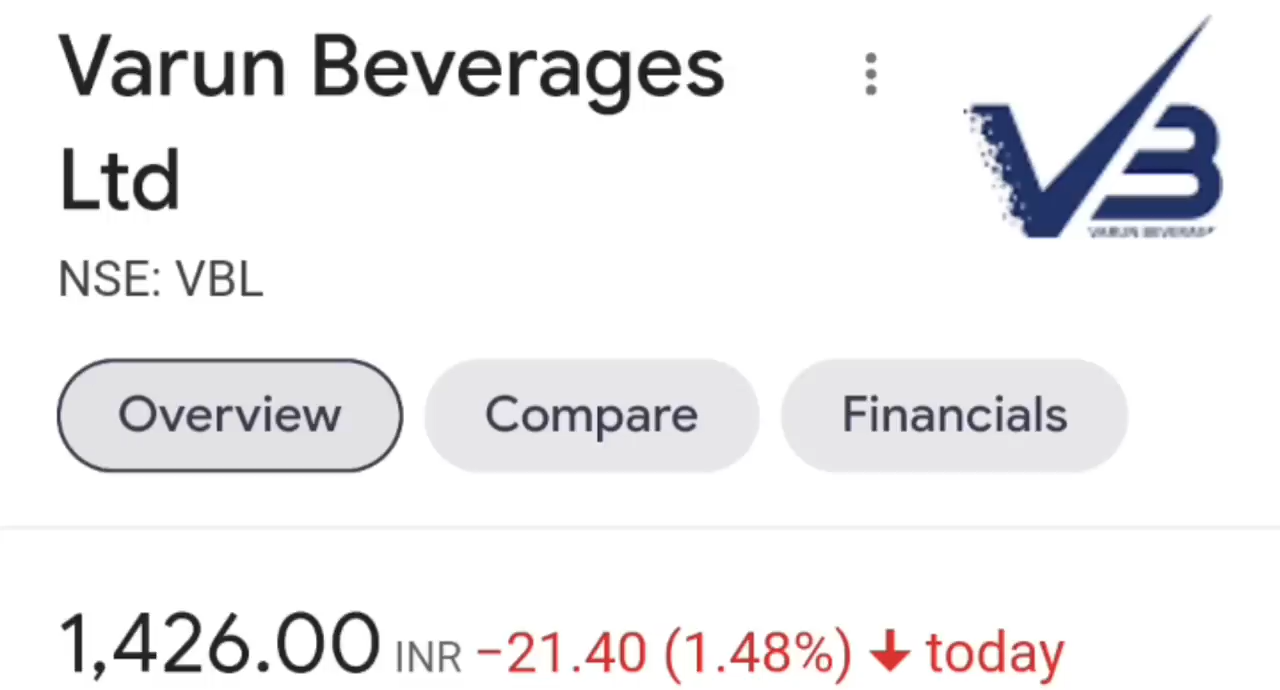 Varun Beverages
Ltd
NSE: VBL
Overview Compare Financials
1,426.00 INR −21.40 (1.48%) ↓ today